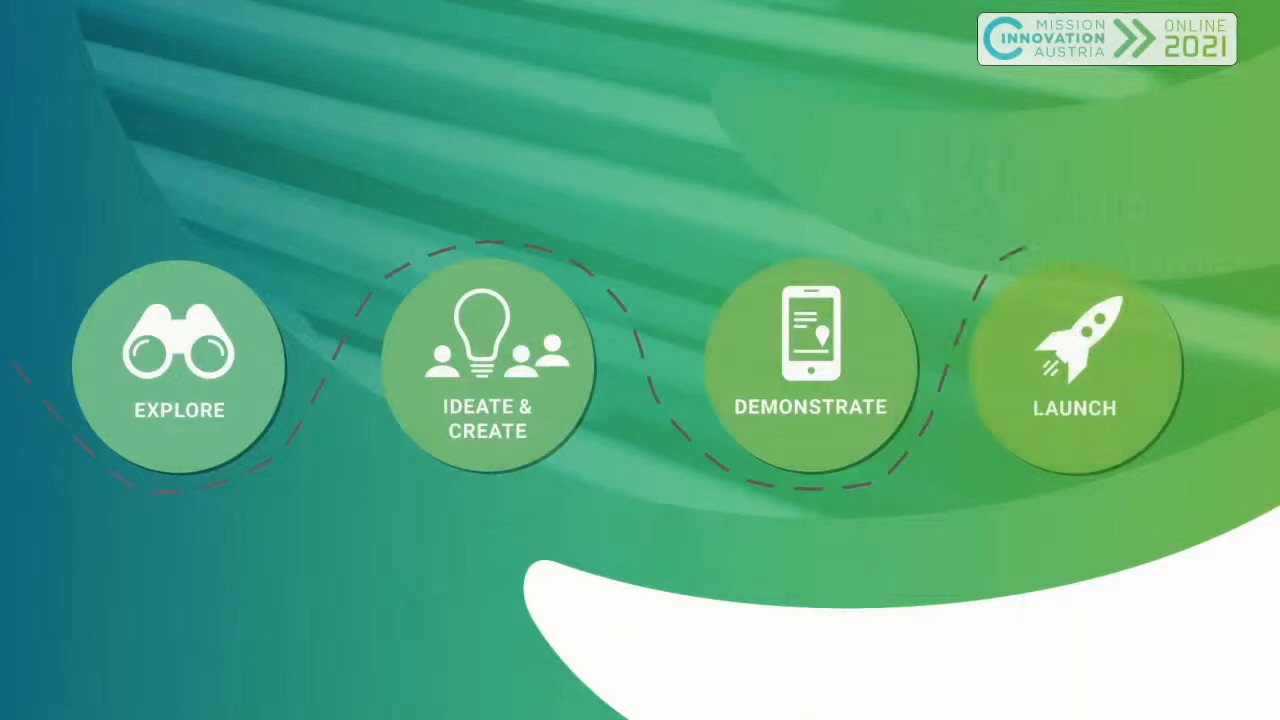 MISSION
INNOVATION
AUSTRIA
ONLINE
2021
EXPLORE
IDEATE &
CREATE
DEMONSTRATE
LAUNCH